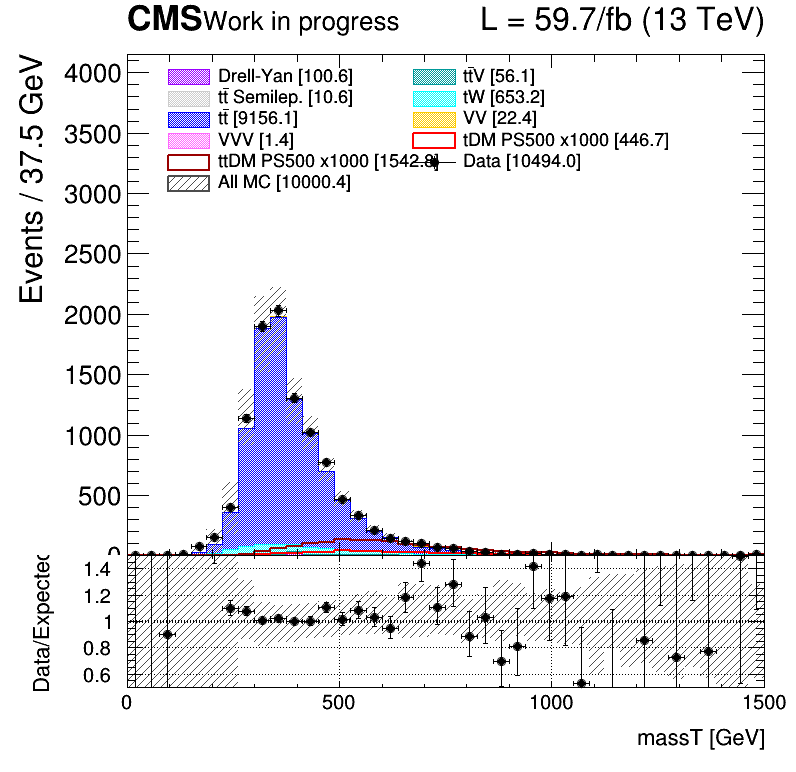 CMS Work in progress L = 59.7/fb (13 TeV)
Events / 37.5 GeV
4000
3500
3000
2500
2000
1500
1000
500
0
Drell-Yan [100.6]
tt̄V [56.1]
tt̄ Semilep. [10.6]
tW [653.2]
tt̄ [9156.1]
VV [22.4]
VVV [1.4]
tDM PS500 x1000 [446.7]
ttDM PS500 x1000 [1542.8]
Data [10494.0]
All MC [10000.4]
Data/Expected
1.4
1.2
1
0.8
0.6
0 500 1000 1500
massT [GeV]